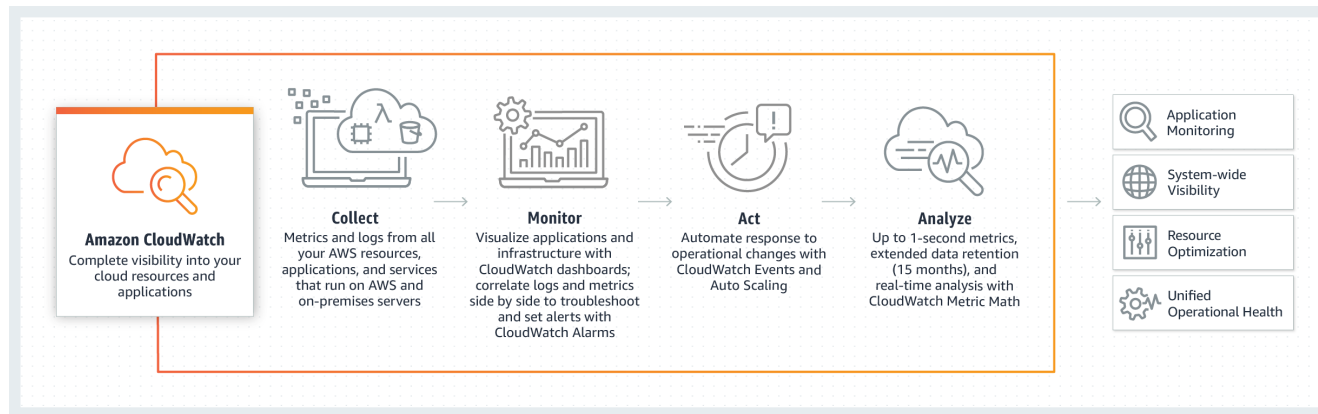 Amazon CloudWatch
Complete visibility into your
cloud resources and
applications
Collect
Metrics and logs from all
your AWS resources,
applications, and services
that run on AWS and
on-premises servers
Monitor
Visualize applications and
infrastructure with
CloudWatch dashboards;
correlate logs and metrics
side by side to troubleshoot
and set alerts with
CloudWatch Alarms
Act
Automate response to
operational changes with
CloudWatch Events and
Auto Scaling
Analyze
Up to 1-second metrics,
extended data retention
(15 months), and
real-time analysis with
CloudWatch Metric Math
Application
Monitoring
System-wide
Visibility
Resource
Optimization
Unified
Operational Health